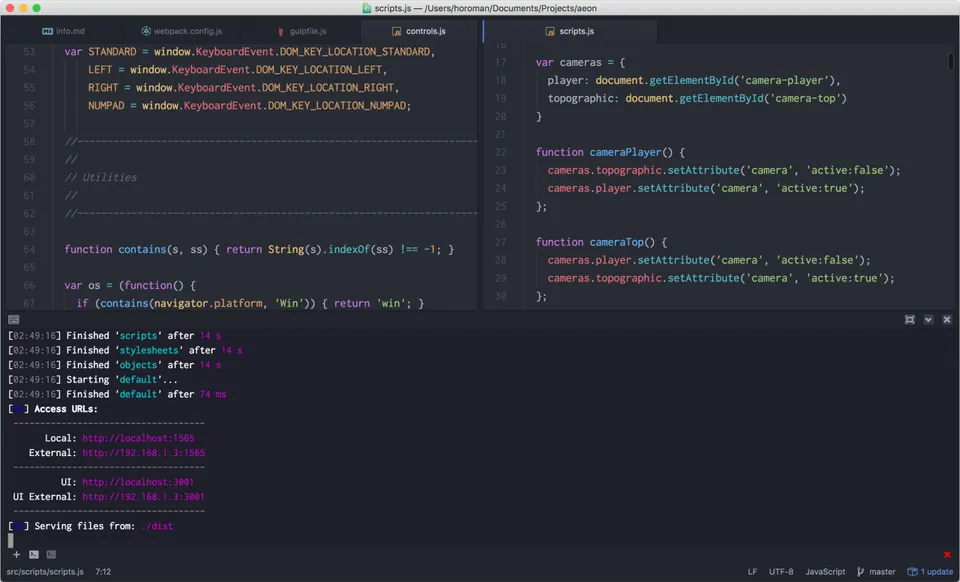 scripts.js — /Users/horoman/Documents/Projects/aeon
info.md
webpack.config.js
gulpfile.js
controls.js
scripts.js
53 var STANDARD = window.KeyboardEvent.DOM_KEY_LOCATION_STANDARD,
54 LEFT = window.KeyboardEvent.DOM_KEY_LOCATION_LEFT,
55 RIGHT = window.KeyboardEvent.DOM_KEY_LOCATION_RIGHT,
56 NUMPAD = window.KeyboardEvent.DOM_KEY_LOCATION_NUMPAD;
57
58 //--------------------------------------------------------------------
59 //
60 // Utilities
61 //
62 //--------------------------------------------------------------------
63
64 function contains(s, ss) { return String(s).indexOf(ss) !== -1; }
65
66 var os = (function() {
67 if (contains(navigator.platform, 'Win')) { return 'win'; }
16
17 var cameras = {
18 player: document.getElementById('camera-player'),
19 topographic: document.getElementById('camera-top')
20 }
21
22 function cameraPlayer() {
23 cameras.topographic.setAttribute('camera', 'active:false');
24 cameras.player.setAttribute('camera', 'active:true');
25 };
26
27 function cameraTop() {
28 cameras.player.setAttribute('camera', 'active:false');
29 cameras.topographic.setAttribute('camera', 'active:true');
30 };
[02:49:16] Finished 'scripts' after 14 s
[02:49:16] Finished 'stylesheets' after 14 s
[02:49:16] Finished 'objects' after 14 s
[02:49:16] Starting 'default'...
[02:49:16] Finished 'default' after 74 ms
[BS] Access URLs:
-----------------------------------
Local: http://localhost:1565
External: http://192.168.1.3:1565
-----------------------------------
UI: http://localhost:3001
UI External: http://192.168.1.3:3001
-----------------------------------
[BS] Serving files from: ./dist
src/scripts/scripts.js 7:12
LF UTF-8 JavaScript master 1 update